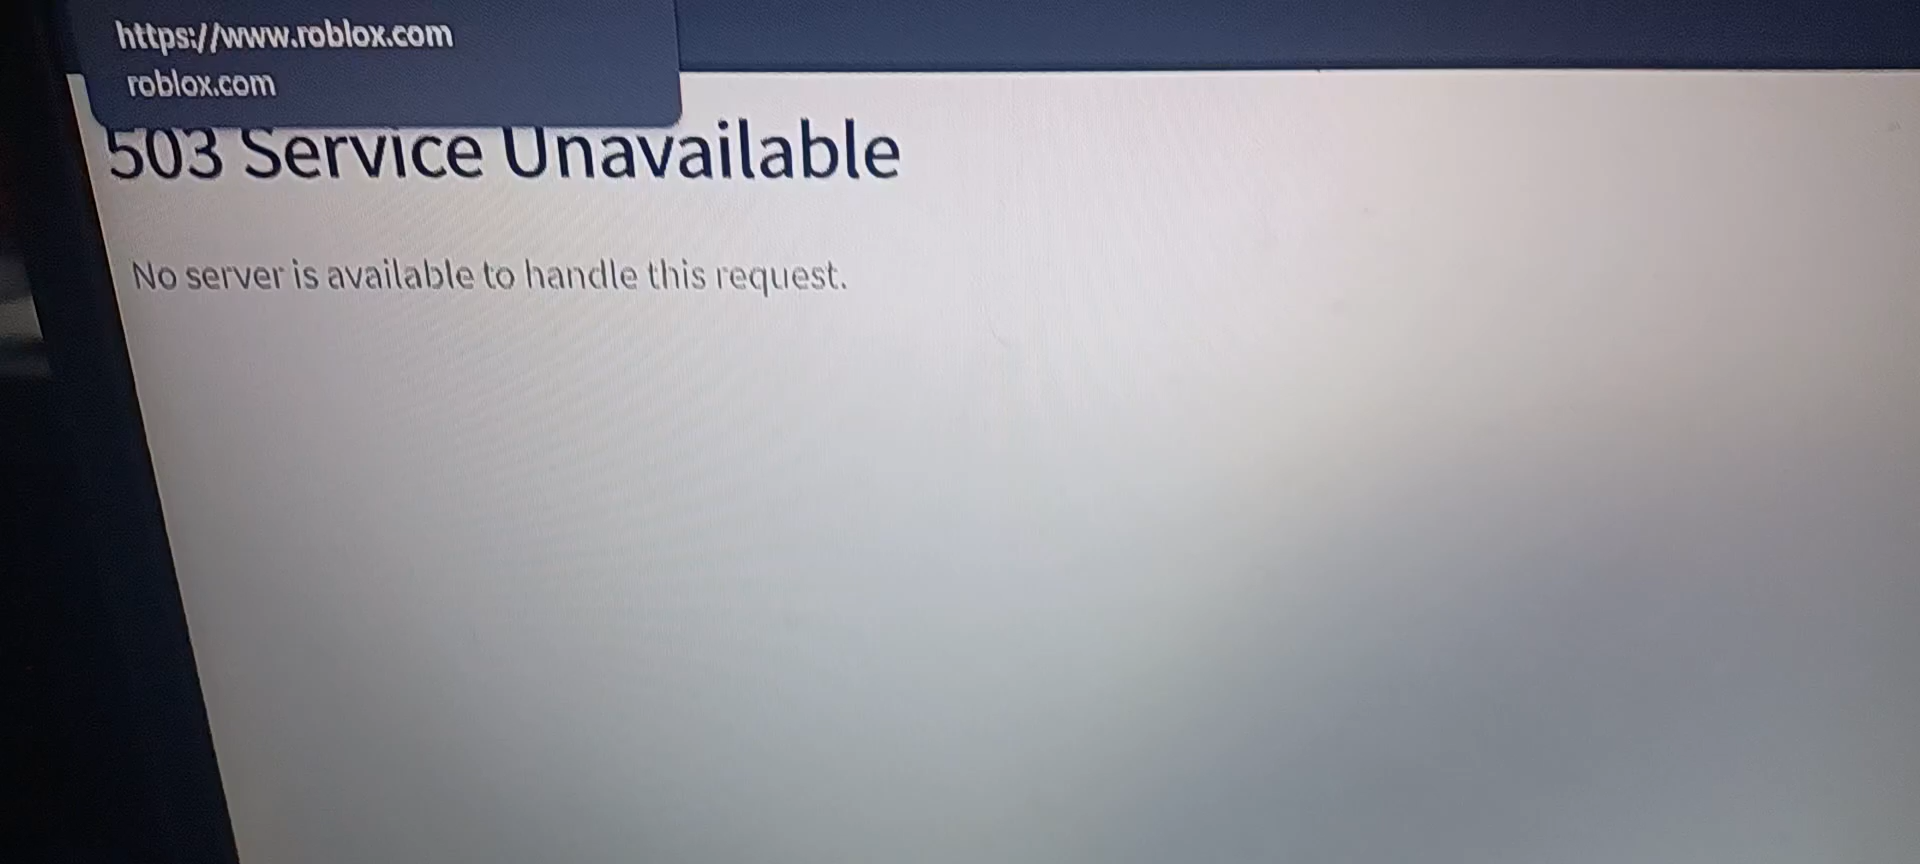 https://www.roblox.com
roblox.com
503 Service Unavailable
No server is available to handle this request.